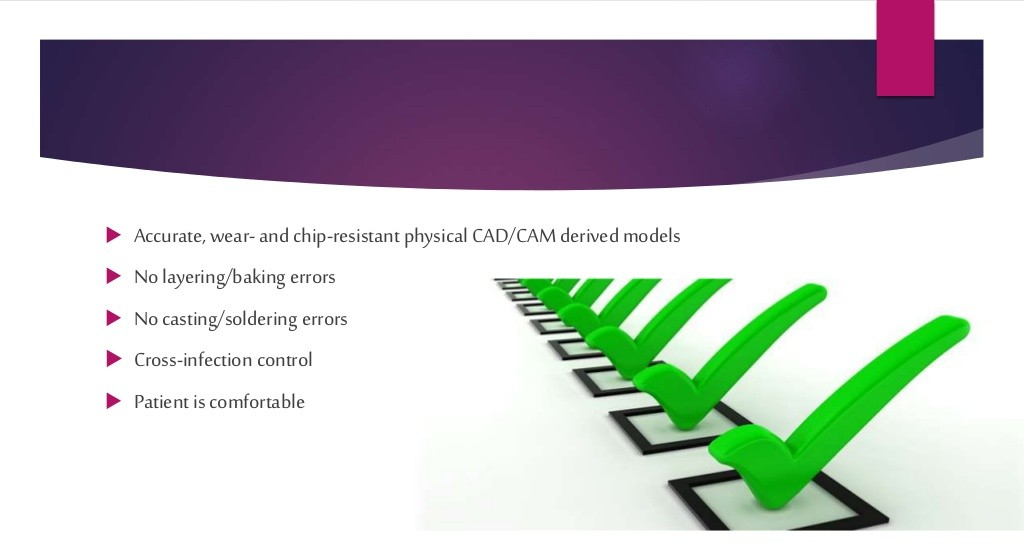 Accurate, wear- and chip-resistant physical CAD/CAM derived models
No layering/baking errors
No casting/soldering errors
Cross-infection control
Patient is comfortable